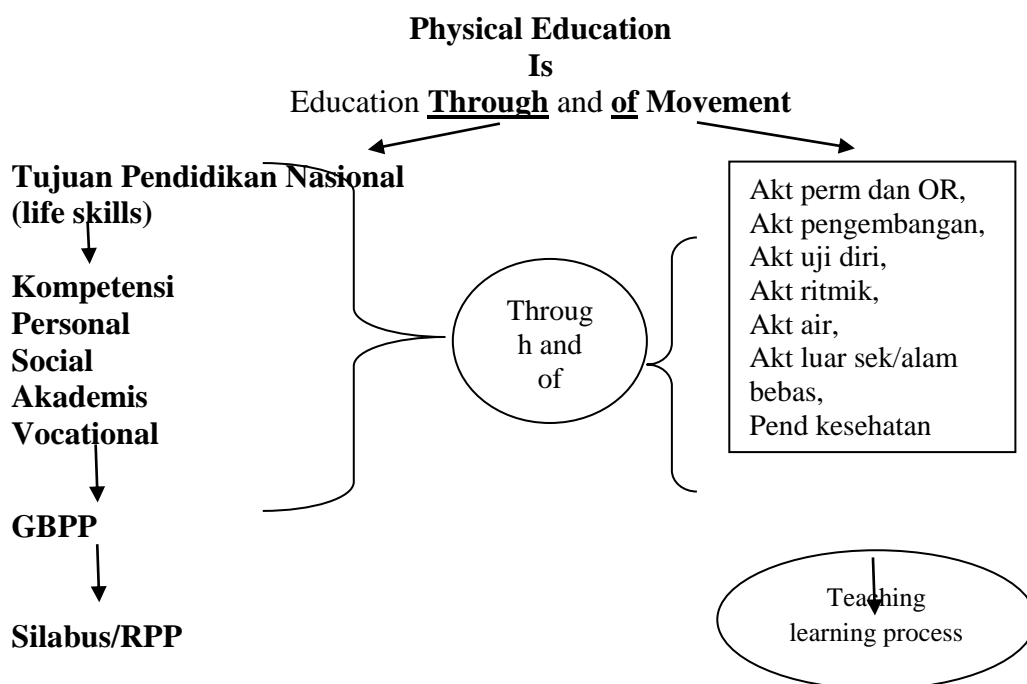 Physical Education
Is
Education Through and of Movement
Tujuan Pendidikan Nasional
(life skills)
Kompetensi
Personal
Social
Akademis
Vocational
GBPP
Silabus/RPP
Throug
h and
of
Akt perm dan OR,
Akt pengembangan,
Akt uji diri,
Akt ritmik,
Akt air,
Akt luar sek/alam
bebas,
Pend kesehatan
Teaching
learning process